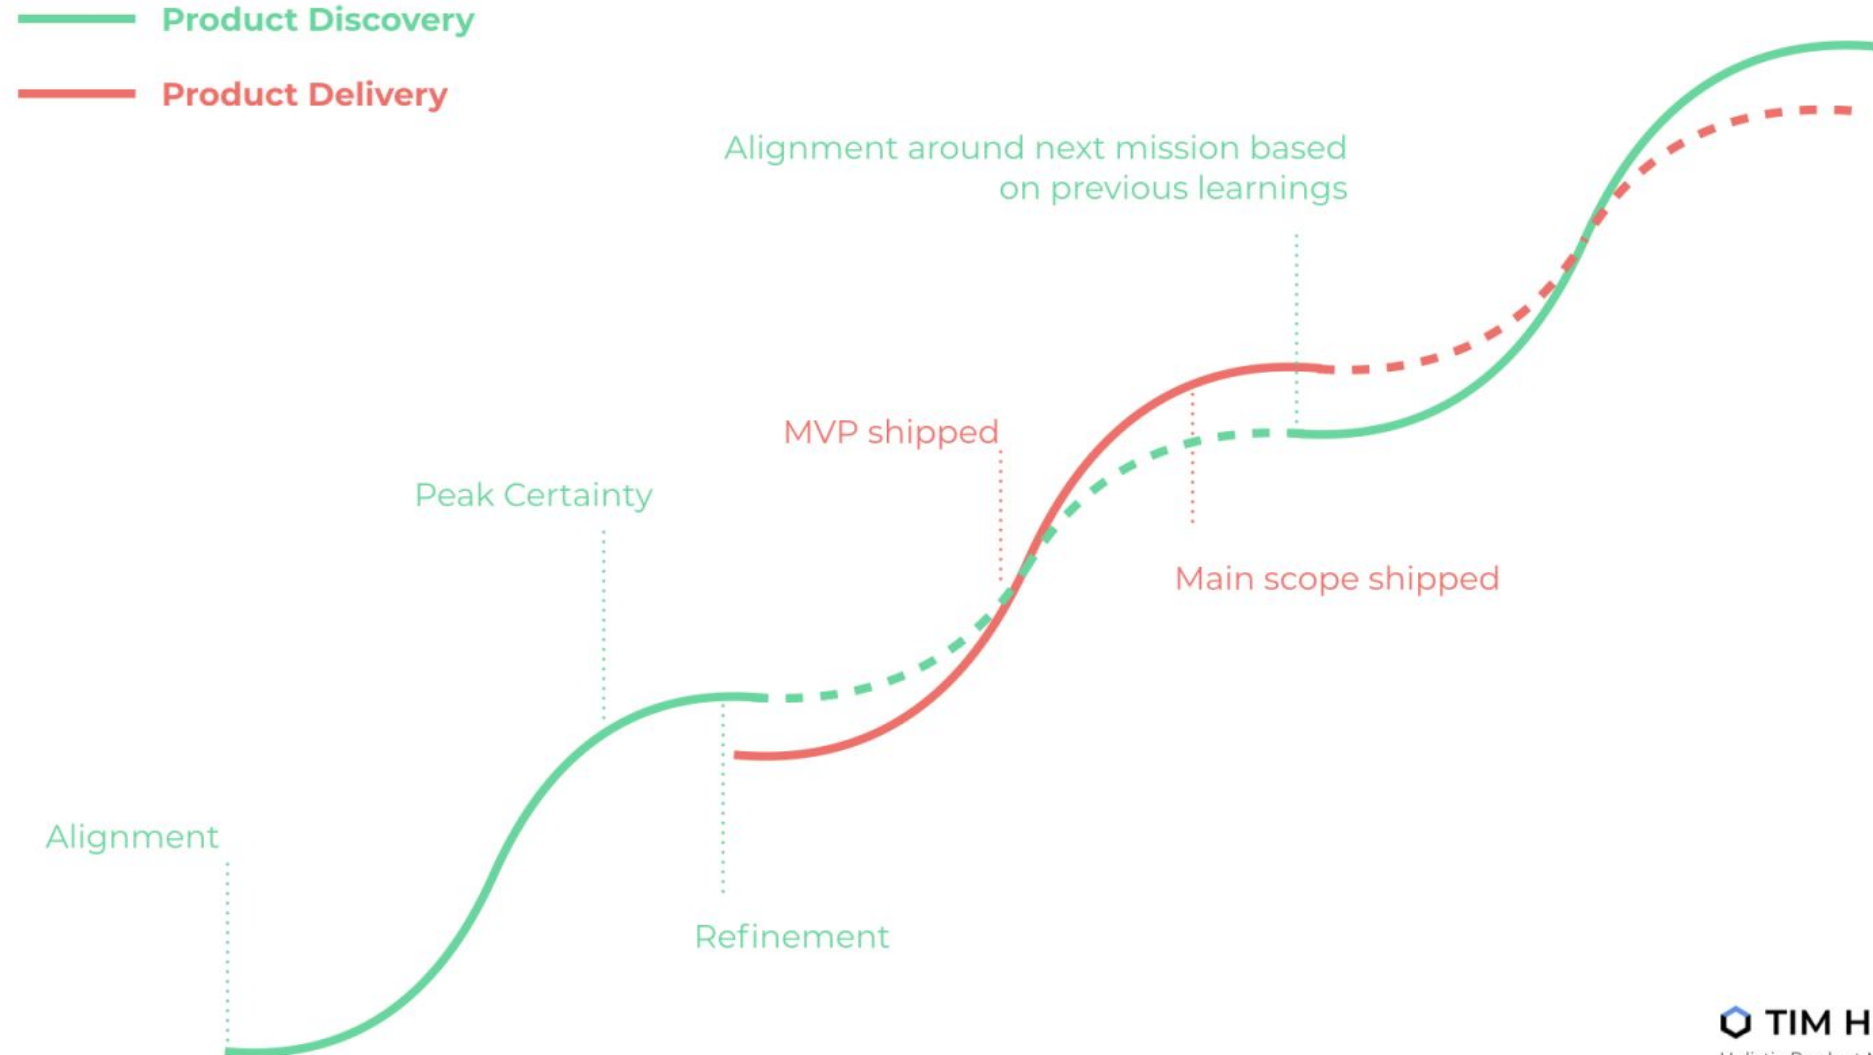 Product Discovery
Product Delivery
Alignment around next mission based
on previous learnings
MVP shipped
Peak Certainty
Main scope shipped
Alignment
Refinement
TIM H